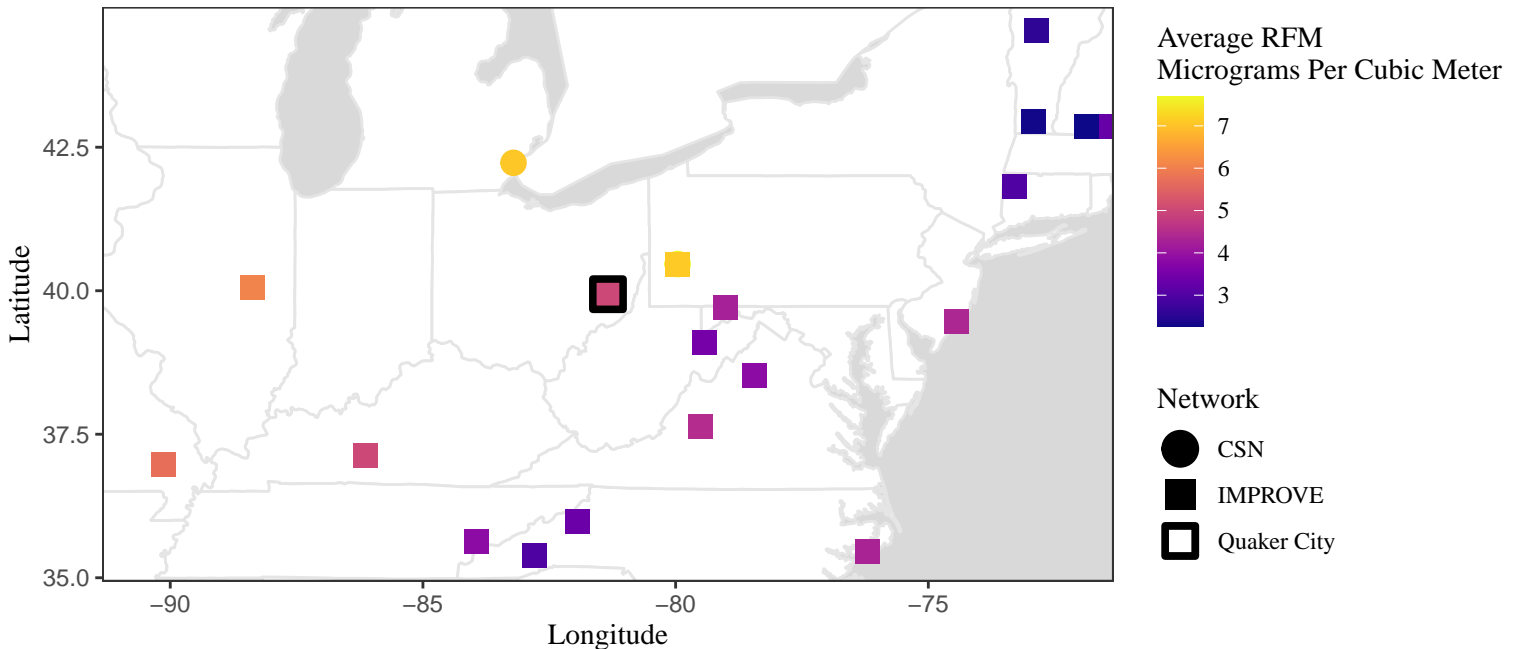 Average RFM
Micrograms Per Cubic Meter
7
6
5
4
3
Network
CSN
IMPROVE
Quaker City
42.5
40.0
37.5
35.0
Latitude
−90
−85
−80
−75
Longitude